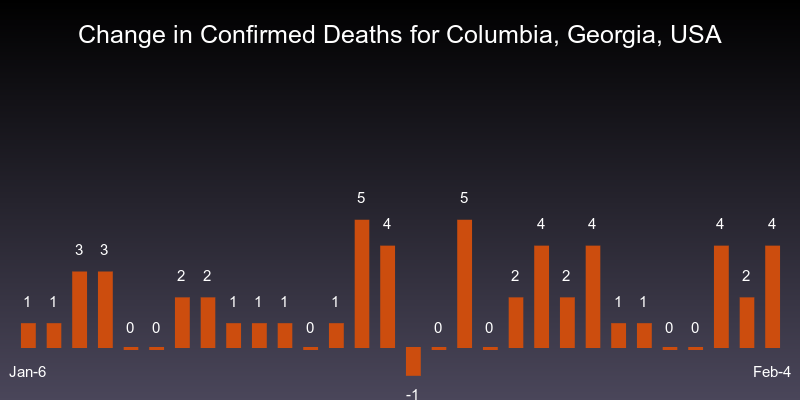 Change in Confirmed Deaths for Columbia, Georgia, USA
1 1 3 3 0 0 2 2 1 1 1 0 1 5 4 -1 0 5 0 2 4 2 4 1 1 0 0 4 2 4
Jan-6 Feb-4